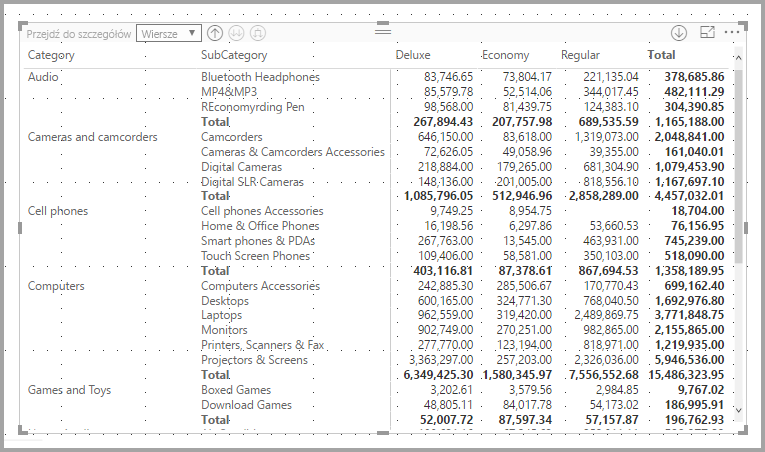 Przejdź do szczegółów Wiersze
Category SubCategory Deluxe Economy Regular Total
Audio Bluetooth Headphones 83,746.65 73,804.17 221,135.04 378,685.86
MP4&MP3 85,579.78 52,514.06 344,017.45 482,111.29
REconomyrding Pen 98,568.00 81,439.75 124,383.10 304,390.85
Total 267,894.43 207,757.98 689,535.59 1,165,188.00
Cameras and camcorders Camcorders 646,150.00 83,618.00 1,319,073.00 2,048,841.00
Cameras & Camcorders Accessories 72,626.05 49,058.96 39,355.00 161,040.01
Digital Cameras 218,884.00 179,265.00 681,304.90 1,079,453.90
Digital SLR Cameras 148,136.00 201,005.00 818,556.10 1,167,697.10
Total 1,085,796.05 512,946.96 2,858,289.00 4,457,032.01
Cell phones Cell phones Accessories 9,749.25 8,954.75 18,704.00
Home & Office Phones 16,198.56 6,297.86 53,660.53 76,156.95
Smart phones & PDAs 267,763.00 13,545.00 463,931.00 745,239.00
Touch Screen Phones 109,406.00 58,581.00 350,103.00 518,090.00
Total 403,116.81 87,378.61 867,694.53 1,358,189.95
Computers Computers Accessories 242,885.30 285,506.67 170,770.43 699,162.40
Desktops 600,165.00 324,771.30 768,040.50 1,692,976.80
Laptops 962,559.00 319,420.00 2,489,869.75 3,771,848.75
Monitors 902,749.00 270,251.00 982,865.00 2,155,865.00
Printers, Scanners & Fax 277,770.00 123,194.00 818,971.00 1,219,935.00
Projectors & Screens 3,363,297.00 257,203.00 2,326,036.00 5,946,536.00
Total 6,349,425.30 1,580,345.97 7,556,552.68 15,486,323.95
Games and Toys Boxed Games 3,202.61 3,579.56 2,984.85 9,767.02
Download Games 48,805.11 84,017.78 54,173.02 186,995.91
Total 52,007.72 87,597.34 57,157.87 196,762.93